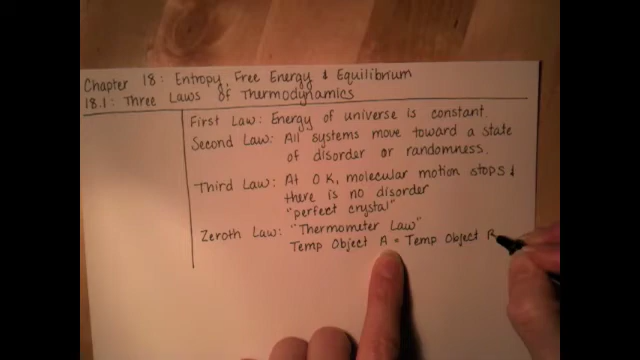 Chapter 18: Entropy, Free Energy & Equilibrium
18.1: Three Laws of Thermodynamics
First Law: Energy of universe is constant.
Second Law: All systems move toward a state
of disorder or randomness.
Third Law: At 0 K, molecular motion stops &
there is no disorder
"perfect crystal"
Zeroth Law: "Thermometer Law"
Temp Object A = Temp Object B